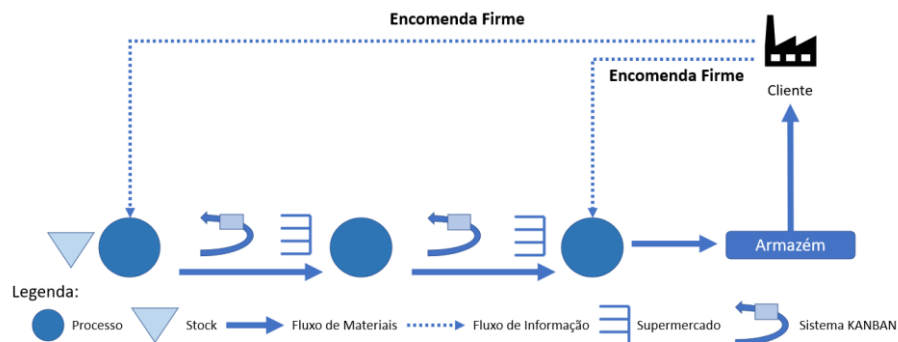 Encomenda Firme
Encomenda Firme
Cliente
Armazém
Legenda:
Processo Stock Fluxo de Materiais Fluxo de Informação Supermercado Sistema KANBAN